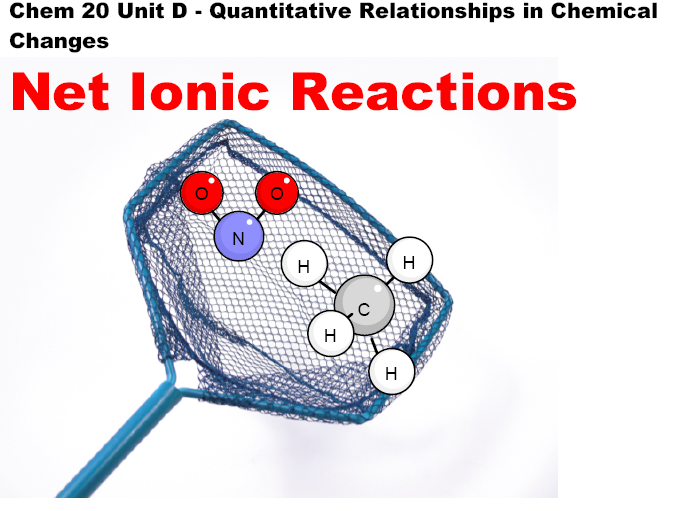 Chem 20 Unit D - Quantitative Relationships in Chemical
Changes
Net Ionic Reactions
O O
N
H H
C
H
H